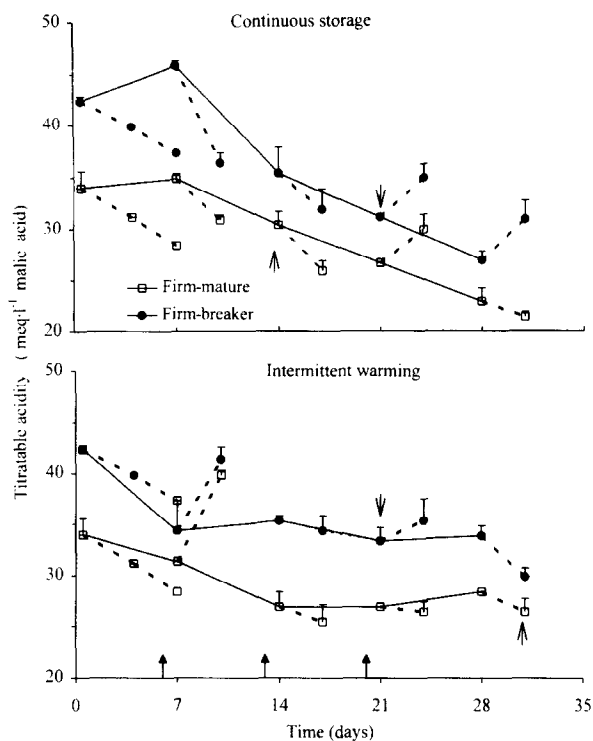 Continuous storage
50
40
30
20
Firm-mature
Firm-breaker
Titratable acidity ( meq·l⁻¹ malic acid)
Intermittent warming
50
40
30
20
0 7 14 21 28 35
Time (days)